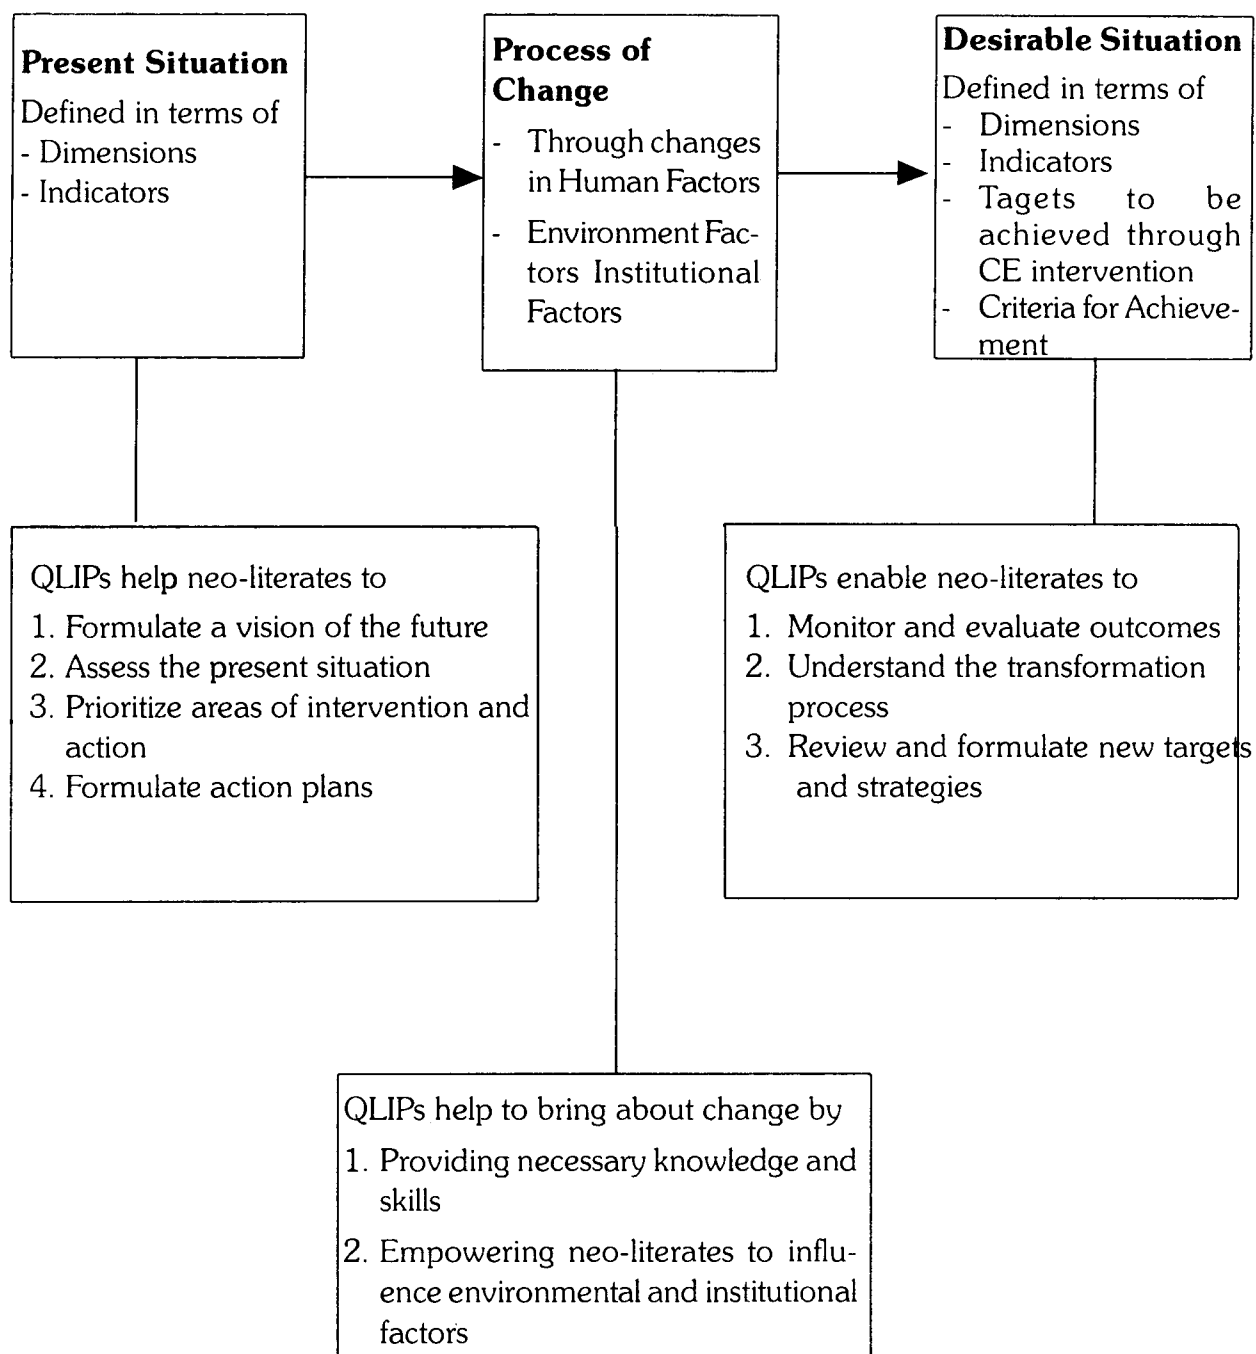 Present Situation
Defined in terms of
- Dimensions
- Indicators
Process of
Change
- Through changes
in Human Factors
- Environment Fac-
tors Institutional
Factors
Desirable Situation
Defined in terms of
- Dimensions
- Indicators
- Tagets to be
achieved through
CE intervention
- Criteria for Achieve-
ment
QLIPs help neo-literates to
1. Formulate a vision of the future
2. Assess the present situation
3. Prioritize areas of intervention and
action
4. Formulate action plans
QLIPs enable neo-literates to
1. Monitor and evaluate outcomes
2. Understand the transformation
process
3. Review and formulate new targets
and strategies
QLIPs help to bring about change by
1. Providing necessary knowledge and
skills
2. Empowering neo-literates to influ-
ence environmental and institutional
factors